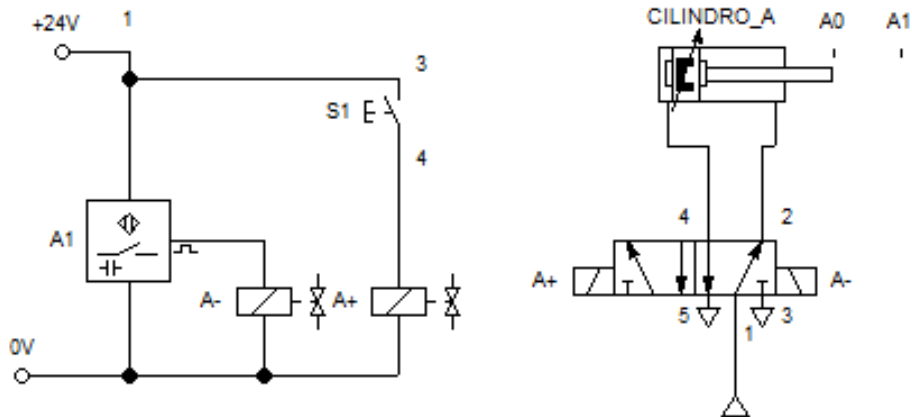 +24V
1
3
S1
4
A1
A-
A+
0V
CILINDRO_A
A0
A1
4
2
A+
A-
5
1
3